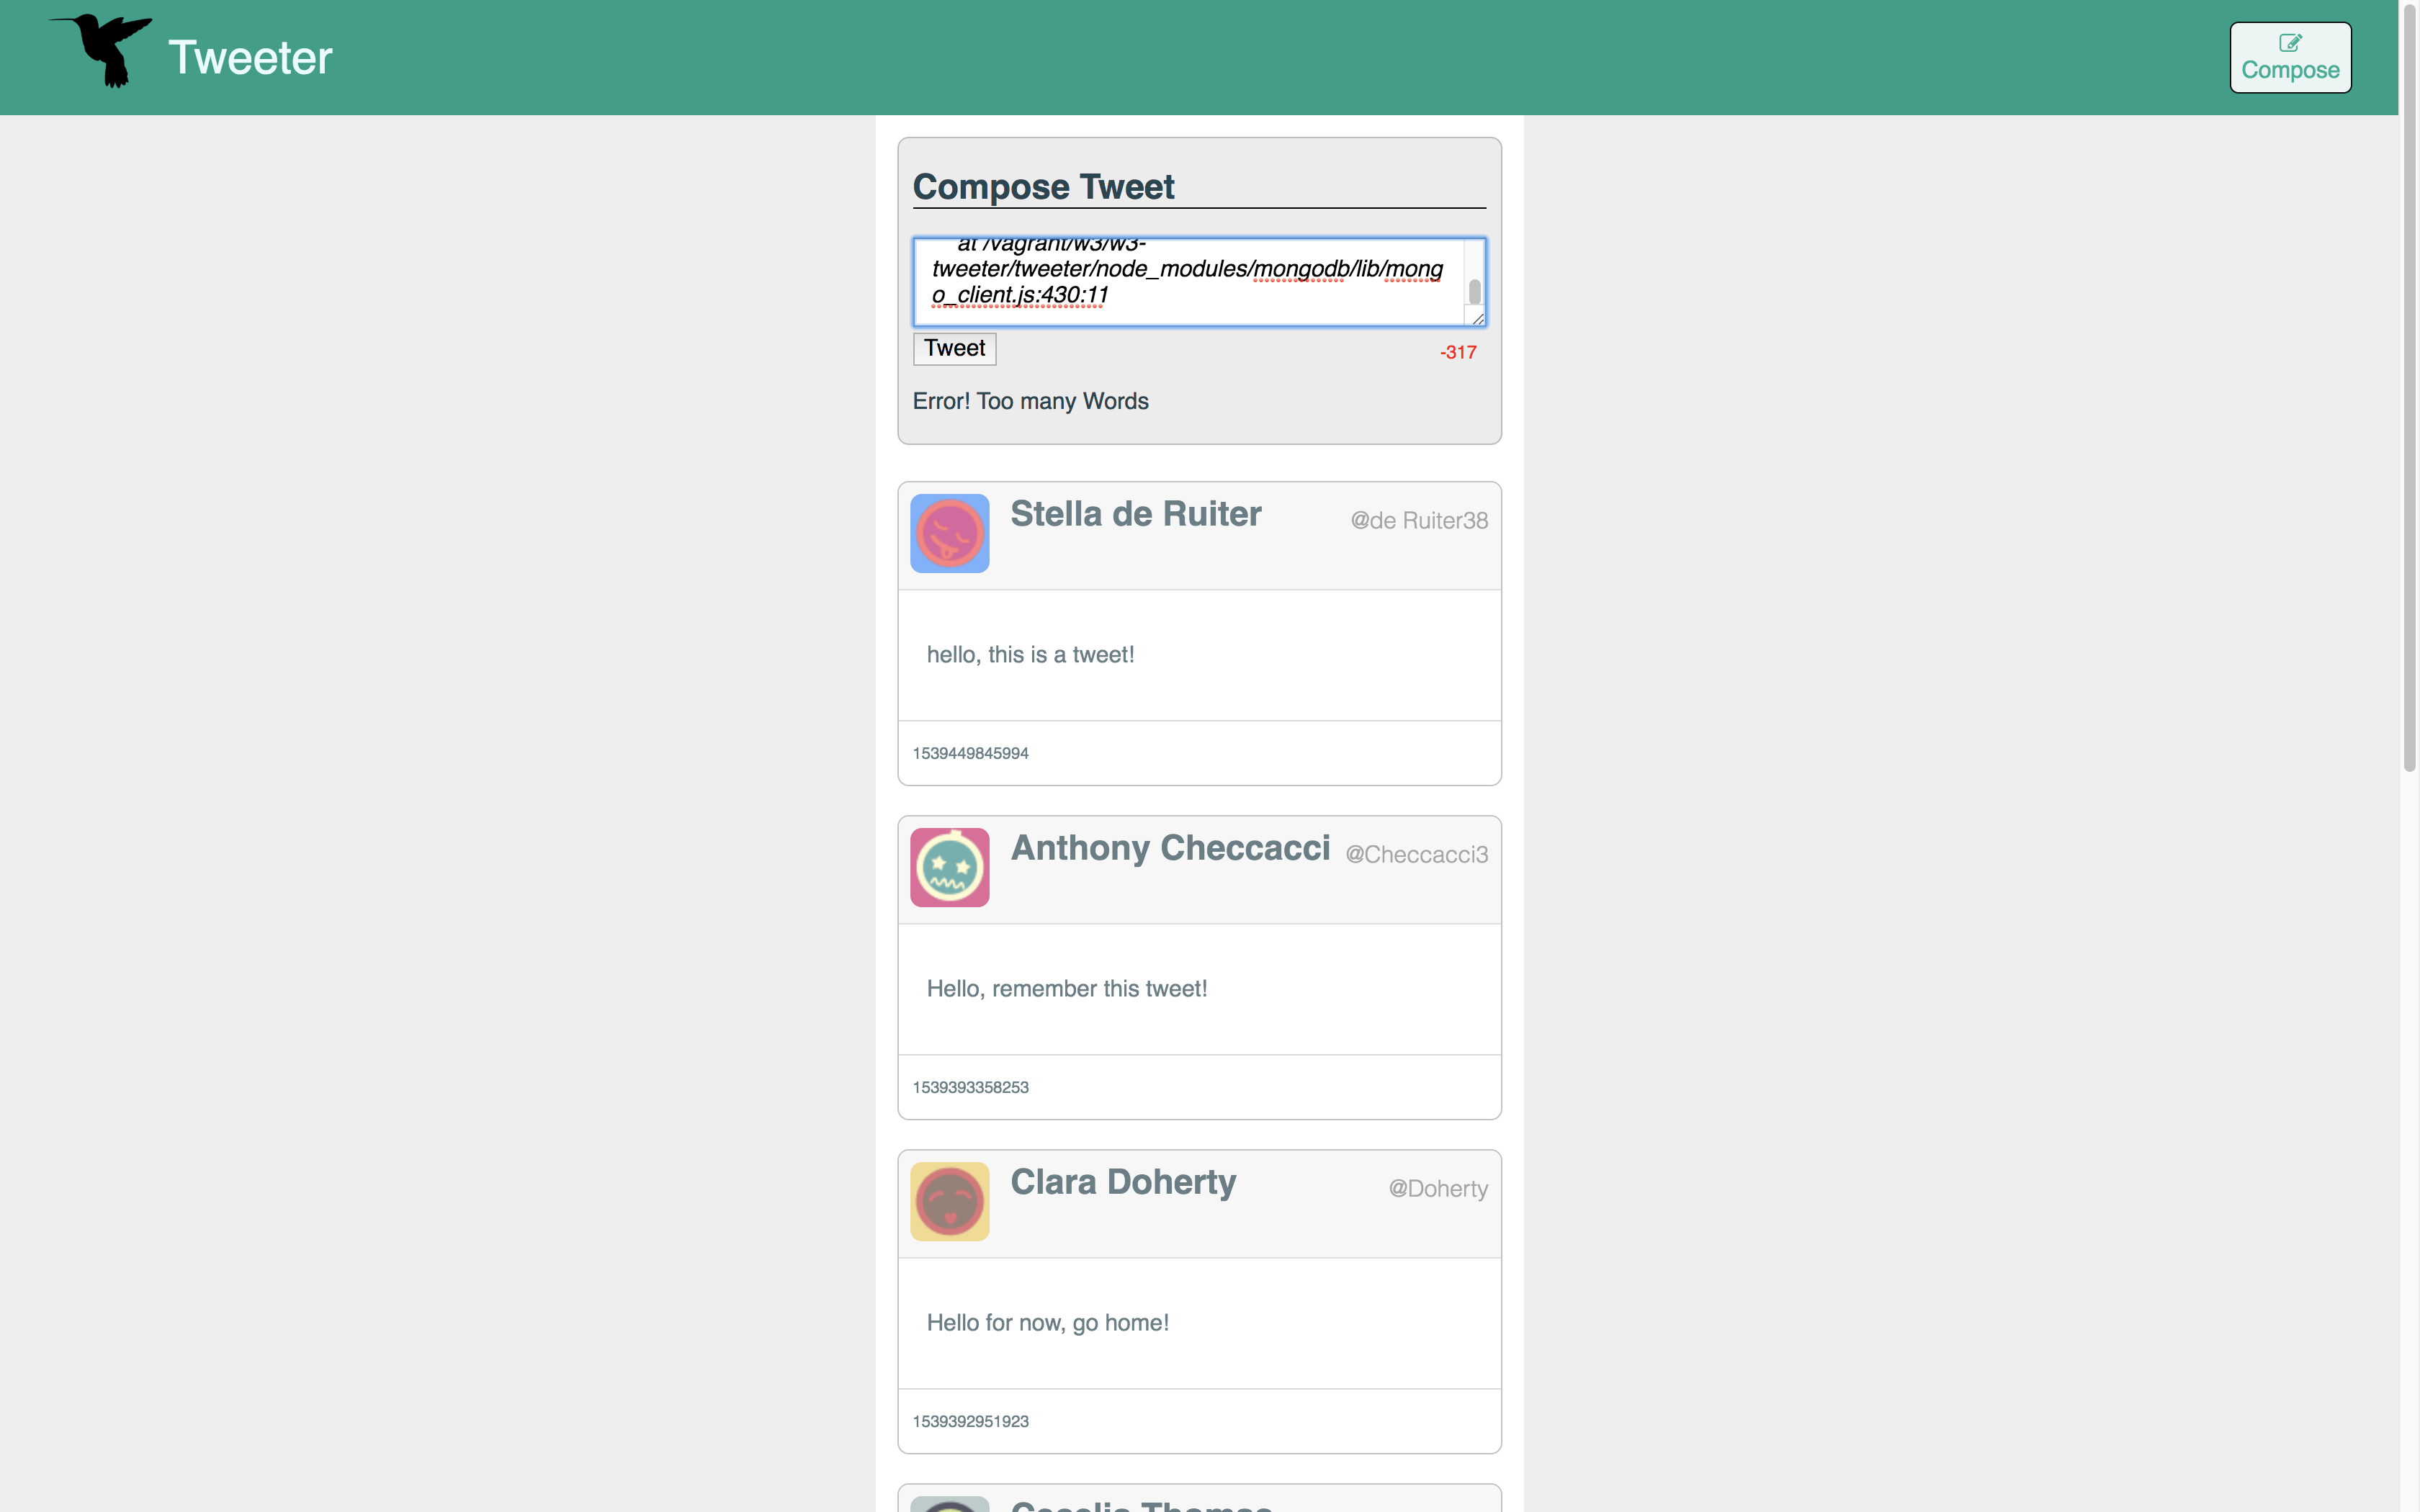 Tweeter
Compose
Compose Tweet
at /vagrant/w3/w3-
tweeter/tweeter/node_modules/mongodb/lib/mong
o_client.js:430:11
Tweet
-317
Error! Too many Words
Stella de Ruiter @de Ruiter38
hello, this is a tweet!
1539449845994
Anthony Checcacci @Checcacci3
Hello, remember this tweet!
1539393358253
Clara Doherty @Doherty
Hello for now, go home!
1539392951923